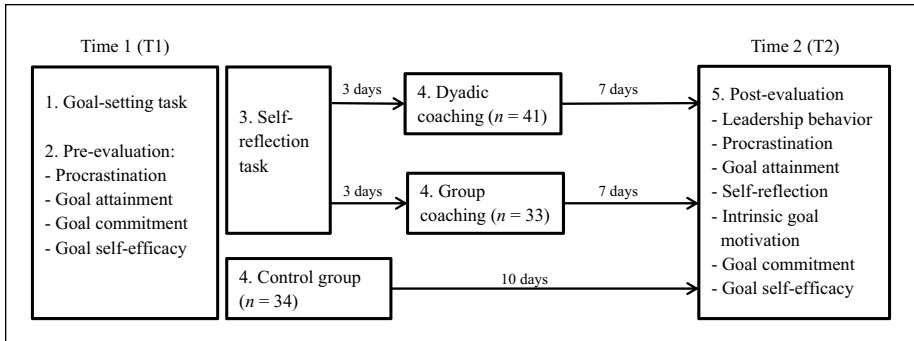 Time 1 (T1)
1. Goal-setting task
2. Pre-evaluation:
- Procrastination
- Goal attainment
- Goal commitment
- Goal self-efficacy
3. Self-
reflection
task
3 days
4. Dyadic
coaching (n = 41)
7 days
3 days
4. Group
coaching (n = 33)
7 days
4. Control group
(n = 34)
10 days
Time 2 (T2)
5. Post-evaluation
- Leadership behavior
- Procrastination
- Goal attainment
- Self-reflection
- Intrinsic goal
motivation
- Goal commitment
- Goal self-efficacy